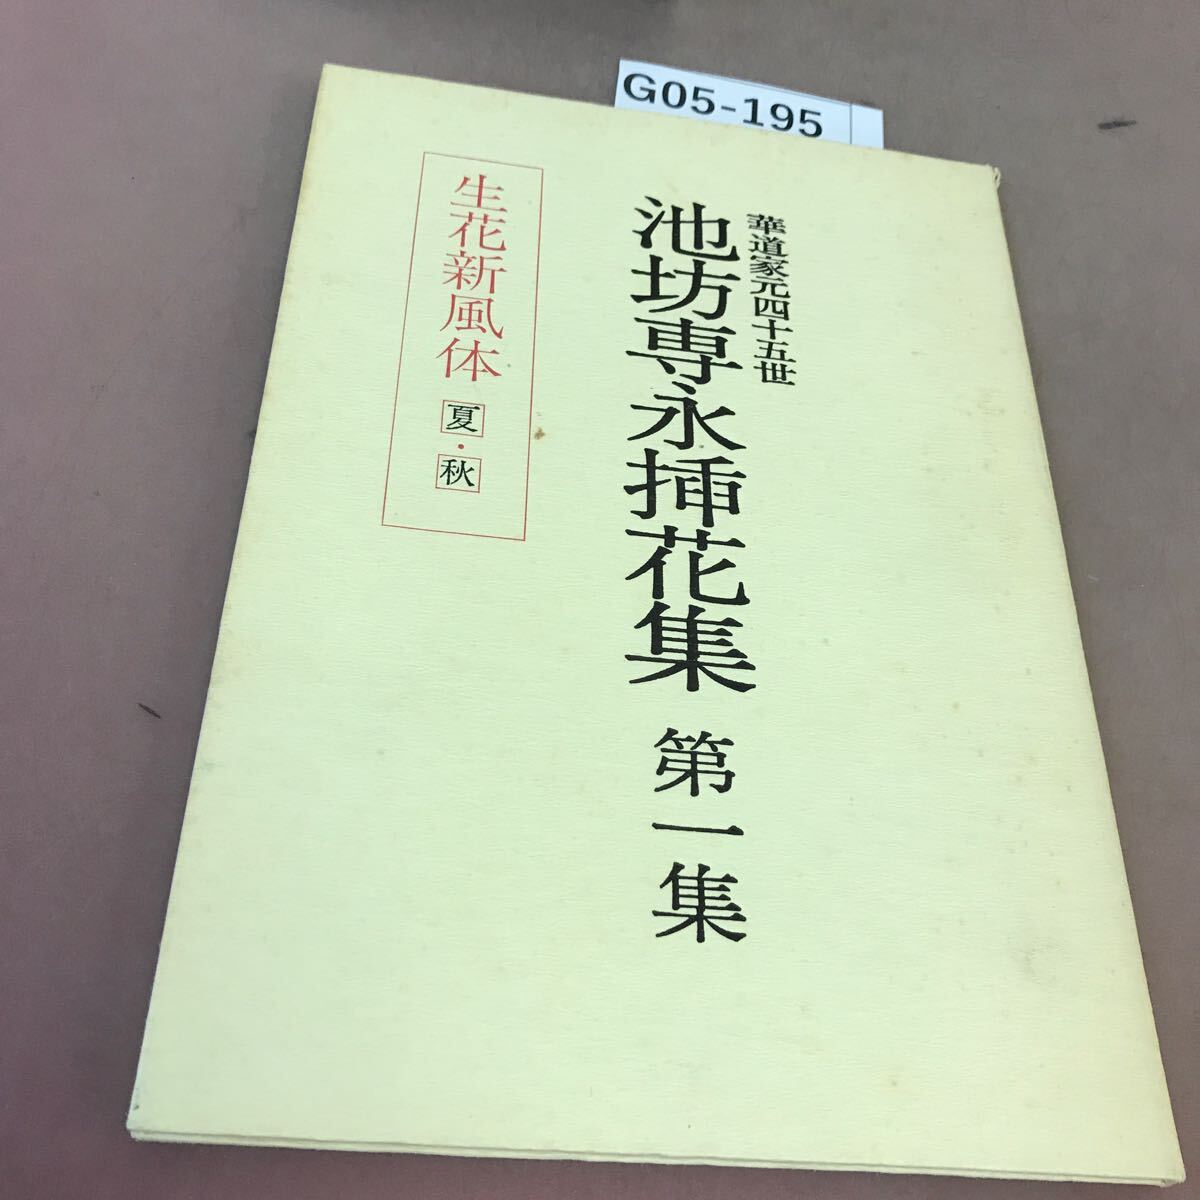 G05-195
華道家元四十五世
池坊専永挿花集 第一集
生花新風体 夏・秋